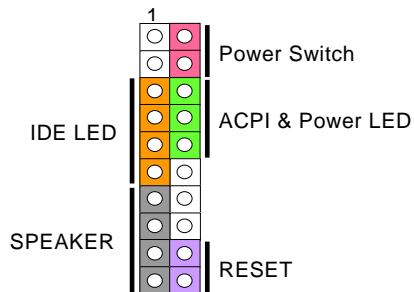 1
Power Switch
ACPI & Power LED
IDE LED
SPEAKER
RESET